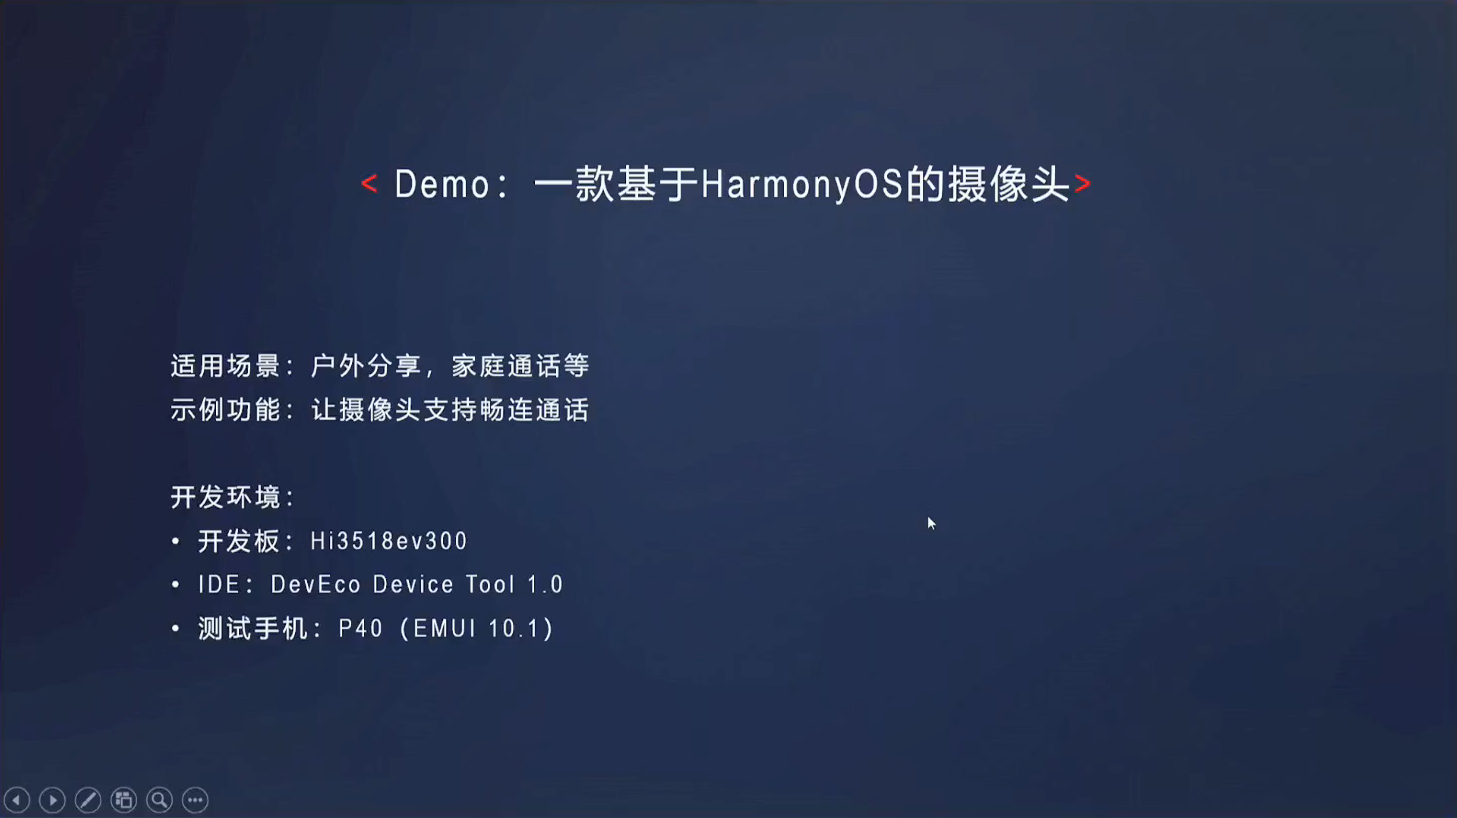 < Demo：一款基于HarmonyOS的摄像头>
适用场景：户外分享，家庭通话等
示例功能：让摄像头支持畅连通话
开发环境：
• 开发板：Hi3518ev300
• IDE：DevEco Device Tool 1.0
• 测试手机：P40（EMUI 10.1）